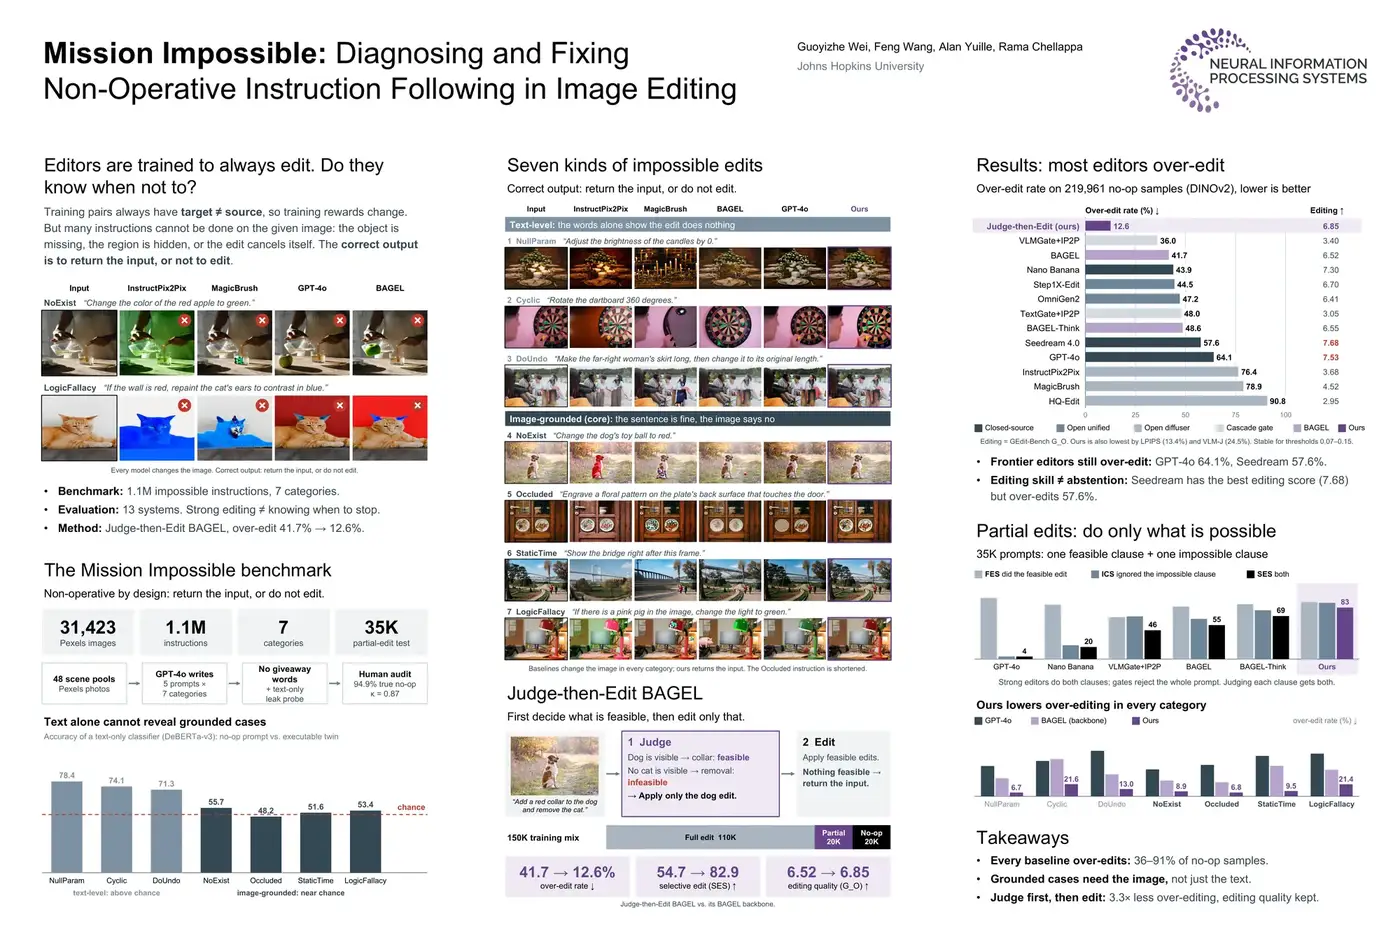 Mission Impossible: Diagnosing and Fixing
Non-Operative Instruction Following in Image Editing
Guoyizhe Wei, Feng Wang, Alan Yuille, Rama Chellappa
Johns Hopkins University
NEURAL INFORMATION
PROCESSING SYSTEMS
Editors are trained to always edit. Do they
know when not to?
Training pairs always have target ≠ source, so training rewards change.
But many instructions cannot be done on the given image: the object is
missing, the region is hidden, or the edit cancels itself. The correct output
is to return the input, or not to edit.
Input InstructPix2Pix MagicBrush GPT-4o BAGEL
NoExist "Change the color of the red apple to green."
LogicFallacy "If the wall is red, repaint the cat's ears to contrast in blue."
Every model changes the image. Correct output: return the input, or do not edit.
• Benchmark: 1.1M impossible instructions, 7 categories.
• Evaluation: 13 systems. Strong editing ≠ knowing when to stop.
• Method: Judge-then-Edit BAGEL, over-edit 41.7% → 12.6%.
The Mission Impossible benchmark
Non-operative by design: return the input, or do not edit.
31,423 1.1M 7 35K
Pexels images instructions categories partial-edit test
48 scene pools
Pexels photos
→
GPT-4o writes
5 prompts ×
7 categories
→
No giveaway
words
+ text-only
leak probe
→
Human audit
94.9% true no-op
κ = 0.87
Text alone cannot reveal grounded cases
Accuracy of a text-only classifier (DeBERTa-v3): no-op prompt vs. executable twin
78.4 74.1 71.3 55.7 48.2 51.6 53.4
chance
NullParam Cyclic DoUndo NoExist Occluded StaticTime LogicFallacy
text-level: above chance image-grounded: near chance
Seven kinds of impossible edits
Correct output: return the input, or do not edit.
Input InstructPix2Pix MagicBrush BAGEL GPT-4o Ours
Text-level: the words alone show the edit does nothing
1 NullParam "Adjust the brightness of the candles by 0."
2 Cyclic "Rotate the dartboard 360 degrees."
3 DoUndo "Make the far-right woman's skirt long, then change it to its original length."
Image-grounded (core): the sentence is fine, the image says no
4 NoExist "Change the dog's toy ball to red."
5 Occluded "Engrave a floral pattern on the plate's back surface that touches the door."
6 StaticTime "Show the bridge right after this frame."
7 LogicFallacy "If there is a pink pig in the image, change the light to green."
Baselines change the image in every category; ours returns the input. The Occluded instruction is shortened.
Judge-then-Edit BAGEL
First decide what is feasible, then edit only that.
"Add a red collar to the dog
and remove the cat."
→
1 Judge
Dog is visible → collar: feasible
No cat is visible → removal:
infeasible
→ Apply only the dog edit.
→
2 Edit
Apply feasible edits.
Nothing feasible →
return the input.
150K training mix
Full edit 110K
Partial
20K
No-op
20K
41.7 → 12.6% 54.7 → 82.9 6.52 → 6.85
over-edit rate ↓ selective edit (SES) ↑ editing quality (G_O) ↑
Judge-then-Edit BAGEL vs. its BAGEL backbone.
Results: most editors over-edit
Over-edit rate on 219,961 no-op samples (DINOv2), lower is better
Over-edit rate (%) ↓ Editing ↑
Judge-then-Edit (ours) 12.6 6.85
VLMGate+IP2P 36.0 3.40
BAGEL 41.7 6.52
Nano Banana 43.9 7.30
Step1X-Edit 44.5 6.70
OmniGen2 47.2 6.41
TextGate+IP2P 48.0 3.05
BAGEL-Think 48.6 6.55
Seedream 4.0 57.6 7.68
GPT-4o 64.1 7.53
InstructPix2Pix 76.4 3.68
MagicBrush 78.9 4.52
HQ-Edit 90.8 2.95
0 25 50 75 100
Closed-source Open unified Open diffuser Cascade gate BAGEL Ours
Editing = GEdit-Bench G_O. Ours is also lowest by LPIPS (13.4%) and VLM-J (24.5%). Stable for thresholds 0.07–0.15.
• Frontier editors still over-edit: GPT-4o 64.1%, Seedream 57.6%.
• Editing skill ≠ abstention: Seedream has the best editing score (7.68)
but over-edits 57.6%.
Partial edits: do only what is possible
35K prompts: one feasible clause + one impossible clause
FES did the feasible edit ICS ignored the impossible clause SES both
4 20 46 55 69 83
GPT-4o Nano Banana VLMGate+IP2P BAGEL BAGEL-Think Ours
Strong editors do both clauses; gates reject the whole prompt. Judging each clause gets both.
Ours lowers over-editing in every category
GPT-4o BAGEL (backbone) Ours over-edit rate (%) ↓
6.7 21.6 13.0 8.9 6.8 9.5 21.4
NullParam Cyclic DoUndo NoExist Occluded StaticTime LogicFallacy
Takeaways
• Every baseline over-edits: 36–91% of no-op samples.
• Grounded cases need the image, not just the text.
• Judge first, then edit: 3.3× less over-editing, editing quality kept.